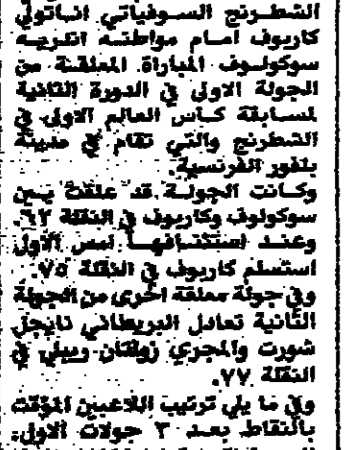 الشطرنج السوفياتي اناتولي
كاربوف امام مواطنه اندريه
سوكولوف المباراة المعلقة من
الجولة الاولى في الدورة الثانية
لمسابقة كأس العالم الاولى في
الشطرنج والتي تقام في مدينة
بلفور الفرنسية.
وكانت الجولة قد علقت بين
سوكولوف وكاربوف في النقلة ٦٢.
وعند استئنافها امس الاول
استسلم كاربوف في النقلة ٧٥.
وفي جولة معلقة اخرى من الجولة
الثانية تعادل البريطاني نايجل
شورت والمجري زولتان ريبلي في
النقلة ٧٧.
وفي ما يلي ترتيب اللاعبين المؤقت
بالنقاط بعد ٣ جولات الاولى.